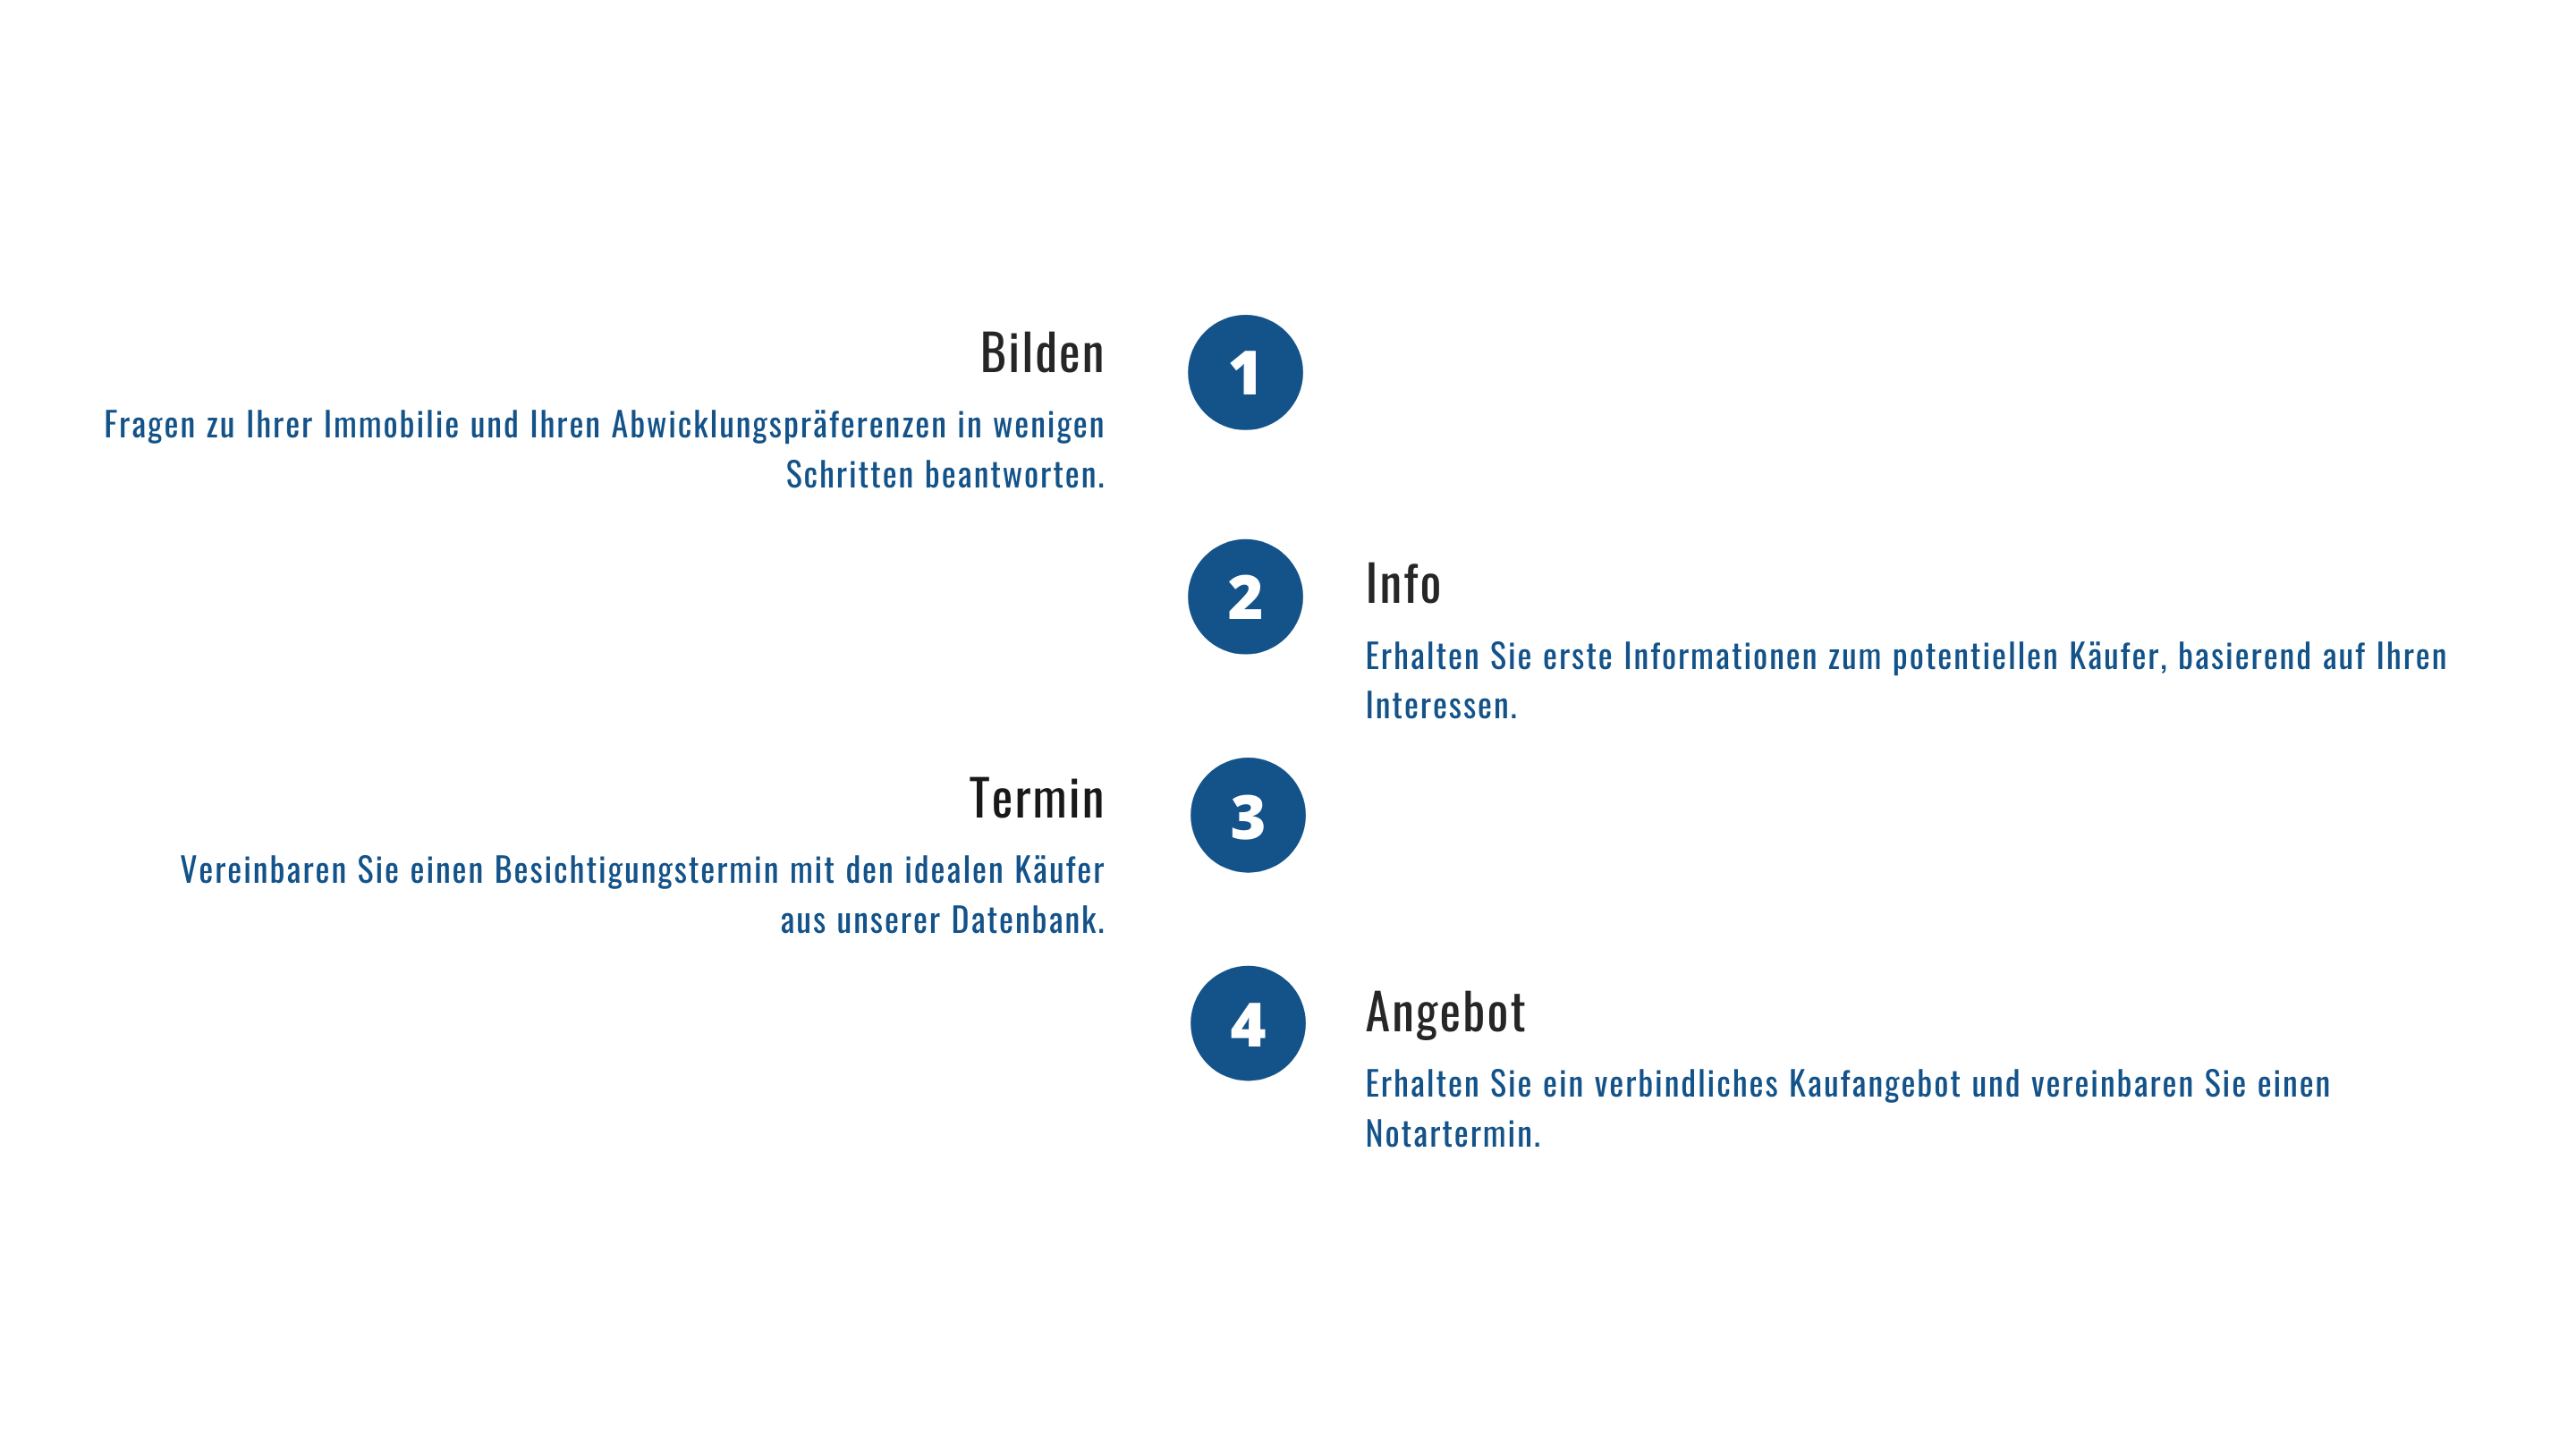 1
Bilden
Fragen zu Ihrer Immobilie und Ihren Abwicklungspräferenzen in wenigen
Schritten beantworten.
2
Info
Erhalten Sie erste Informationen zum potentiellen Käufer, basierend auf Ihren
Interessen.
3
Termin
Vereinbaren Sie einen Besichtigungstermin mit den idealen Käufer
aus unserer Datenbank.
4
Angebot
Erhalten Sie ein verbindliches Kaufangebot und vereinbaren Sie einen
Notartermin.